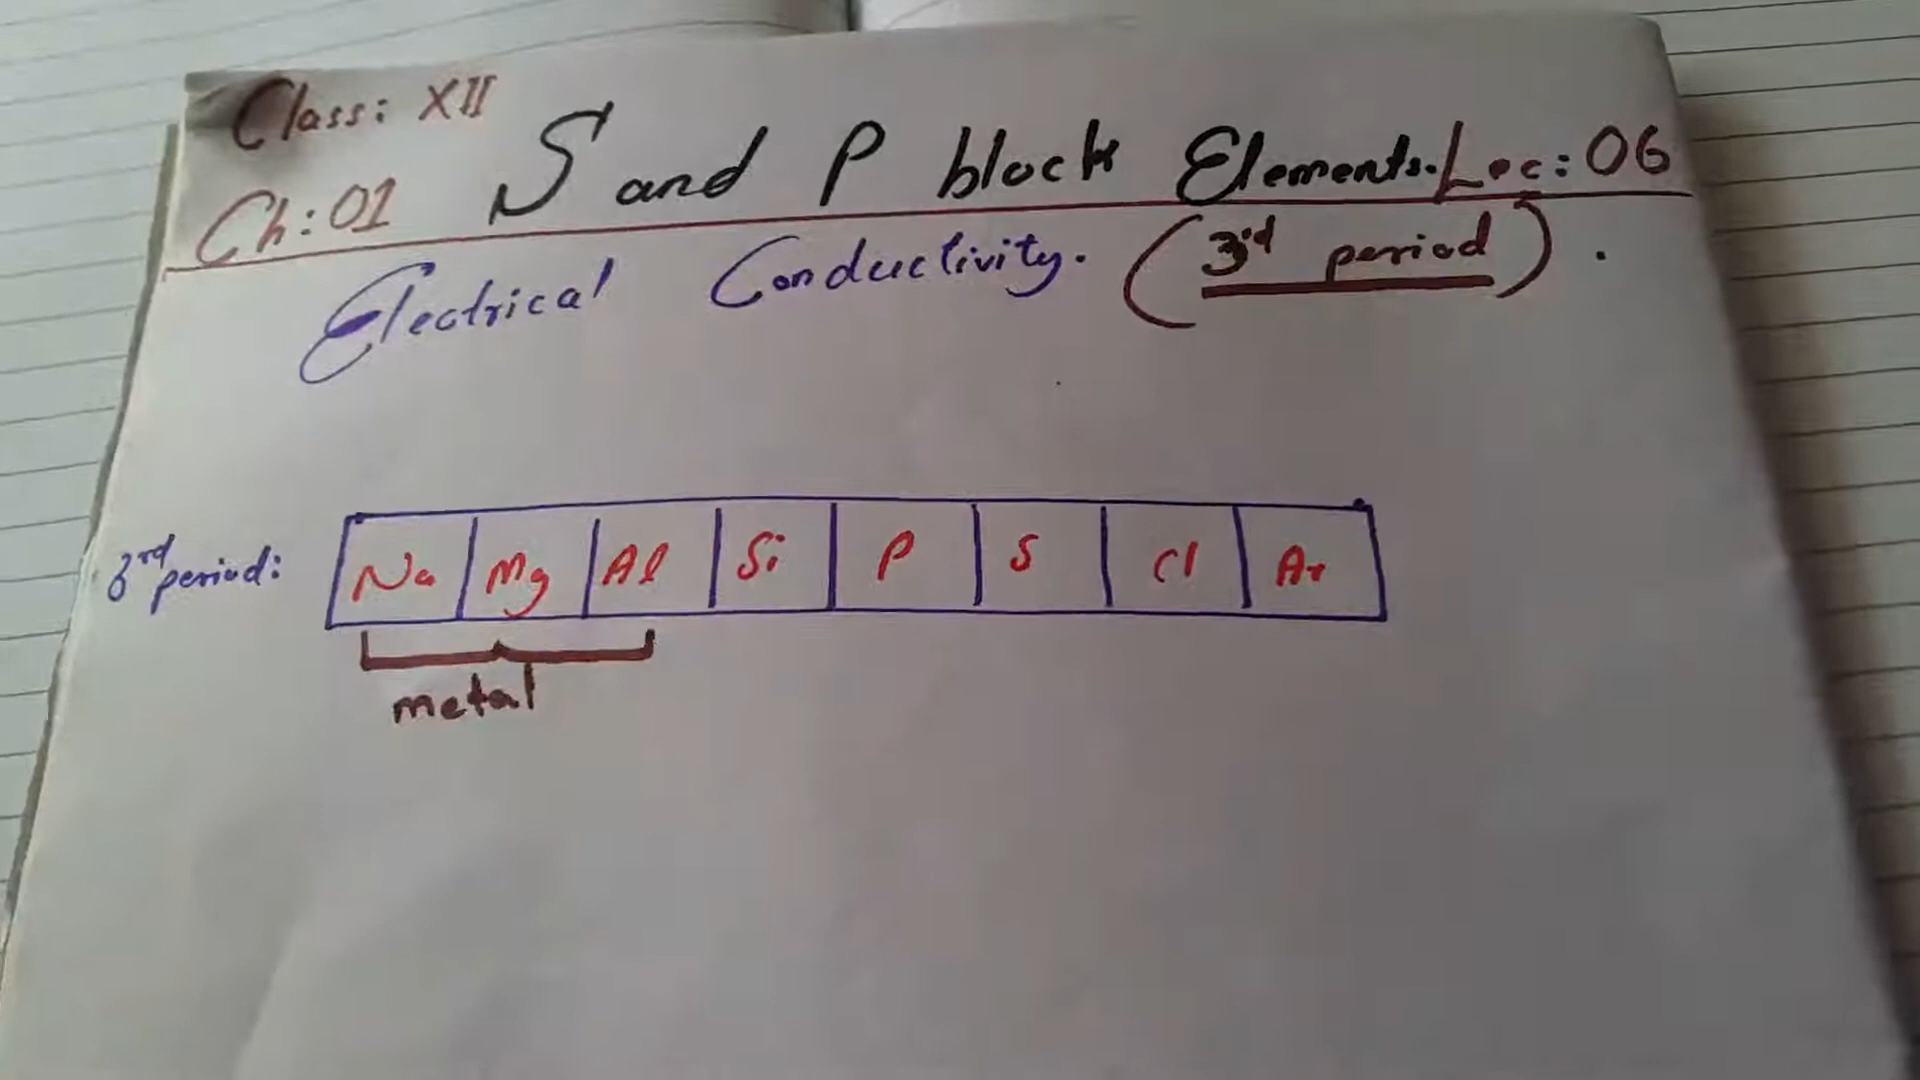 Class: XII
Ch: 01 S and P block Elements. Lec: 06
Electrical Conductivity. (3rd period).
3rd period: Na Mg Al Si P S Cl Ar
metal